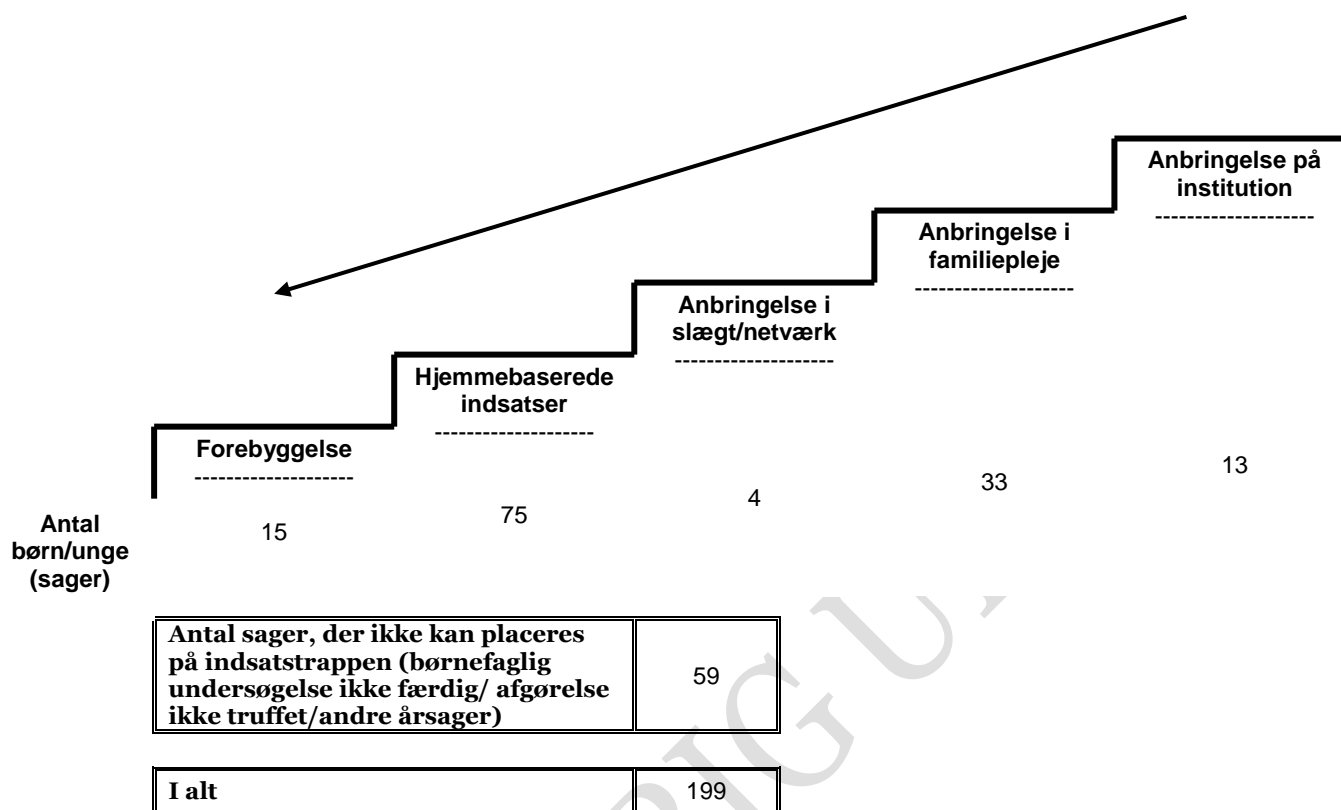 Anbringelse på
institution
--------------------
Anbringelse i
familiepleje
--------------------
Anbringelse i
slægt/netværk
--------------------
Hjemmebaserede
indsatser
--------------------
Forebyggelse
--------------------
Antal
børn/unge
(sager)
15
75
4
33
13
Antal sager, der ikke kan placeres
på indsatstrappen (børnefaglig
undersøgelse ikke færdig/ afgørelse
ikke truffet/andre årsager)
59
I alt
199